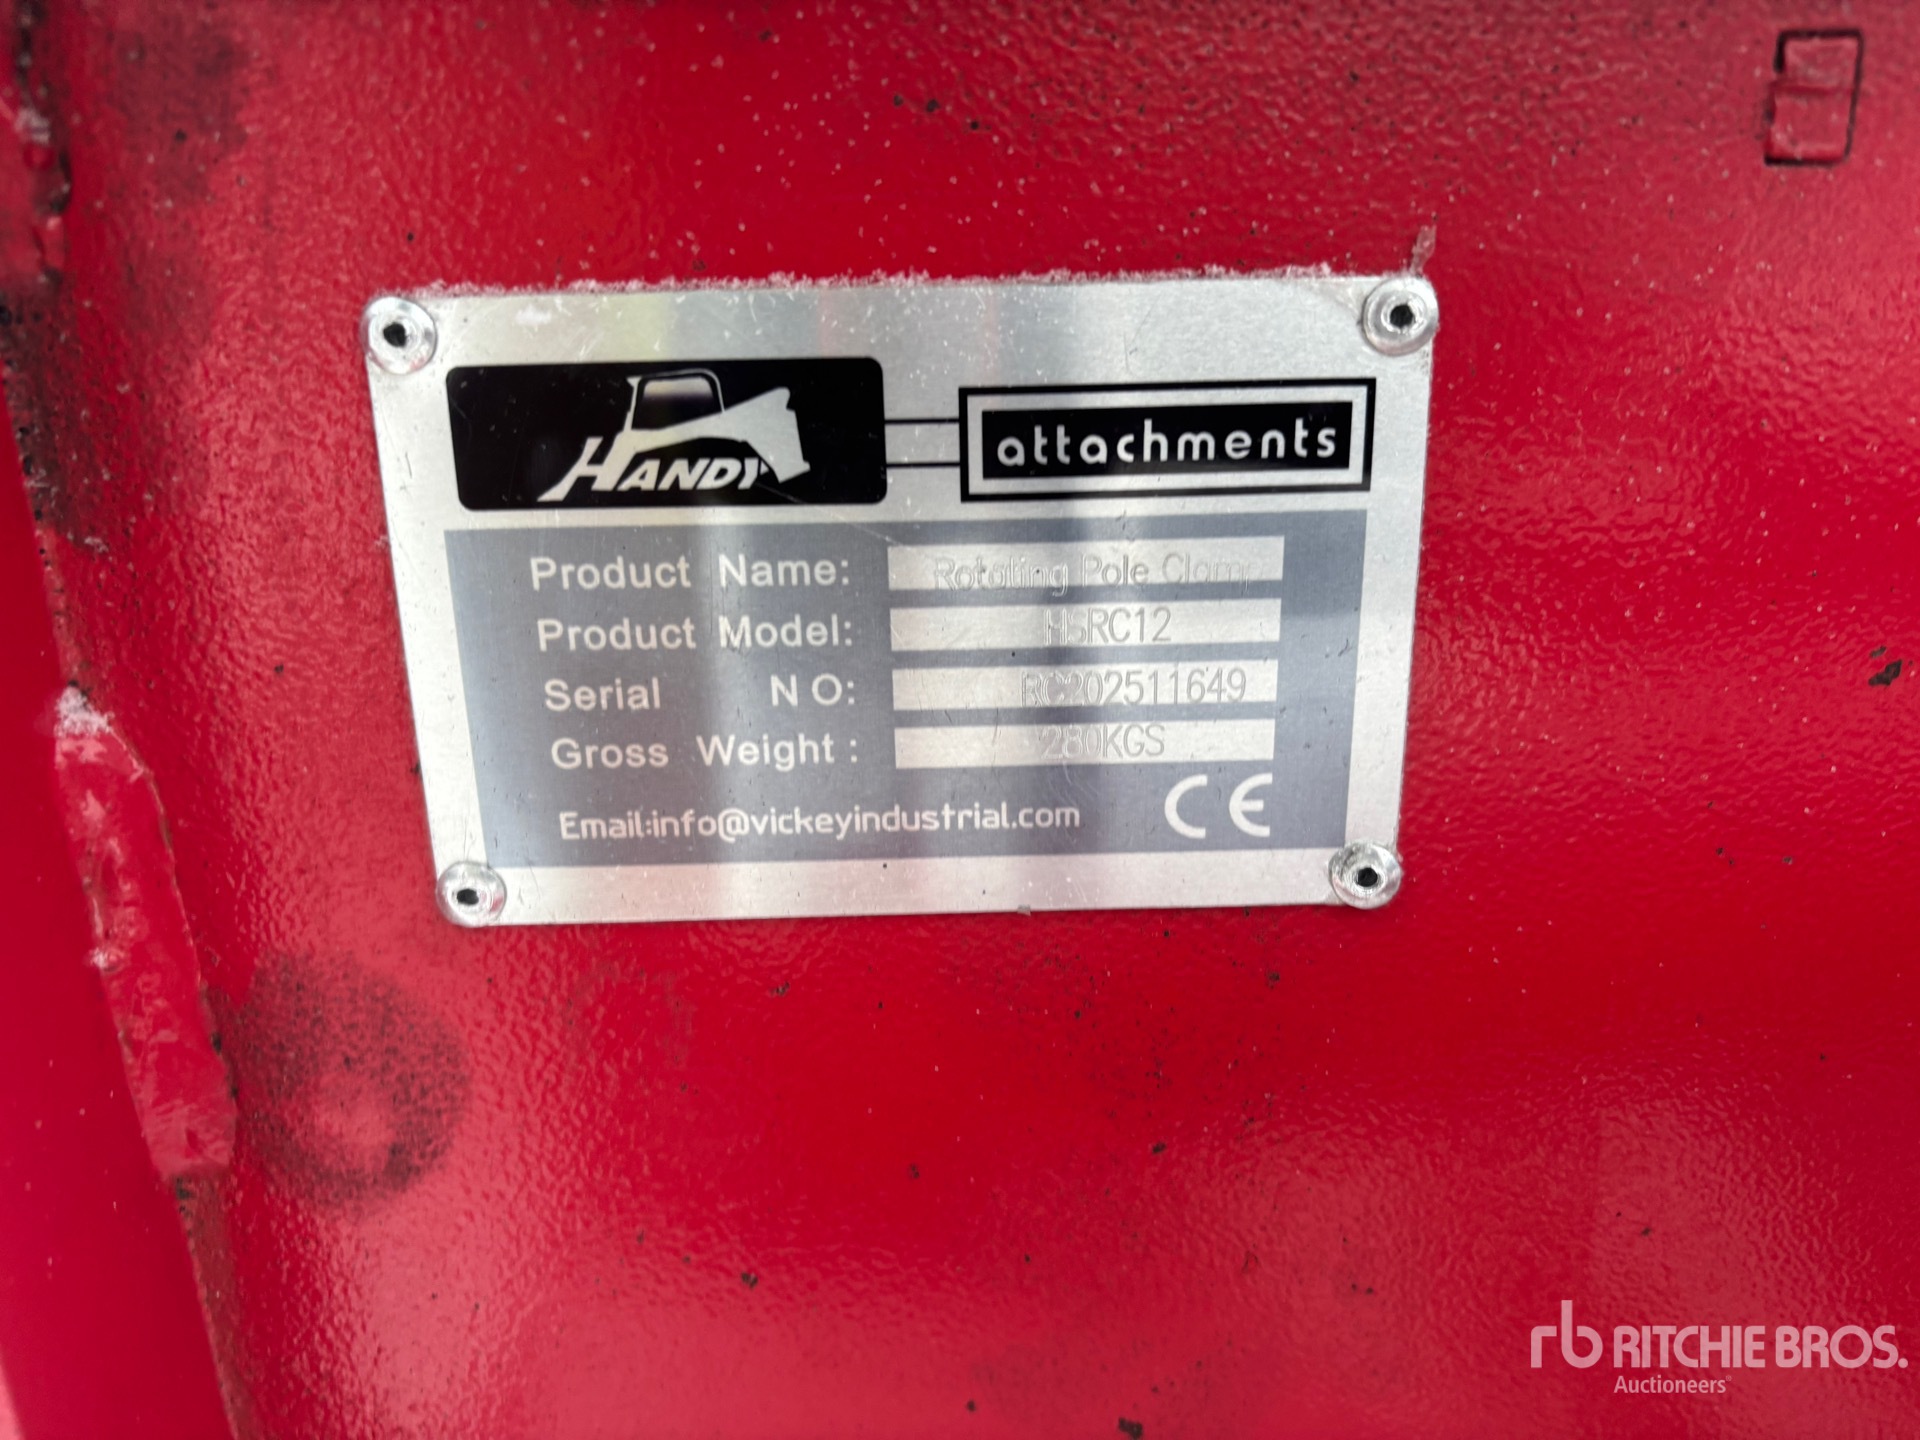 HANDY attachments
Product Name: Rotating Pole Clamp
Product Model: HSRC12
Serial NO: RC202511649
Gross Weight: 280KGS
Email:info@vickeyindustrial.com CE
rb RITCHIE BROS.
Auctioneers